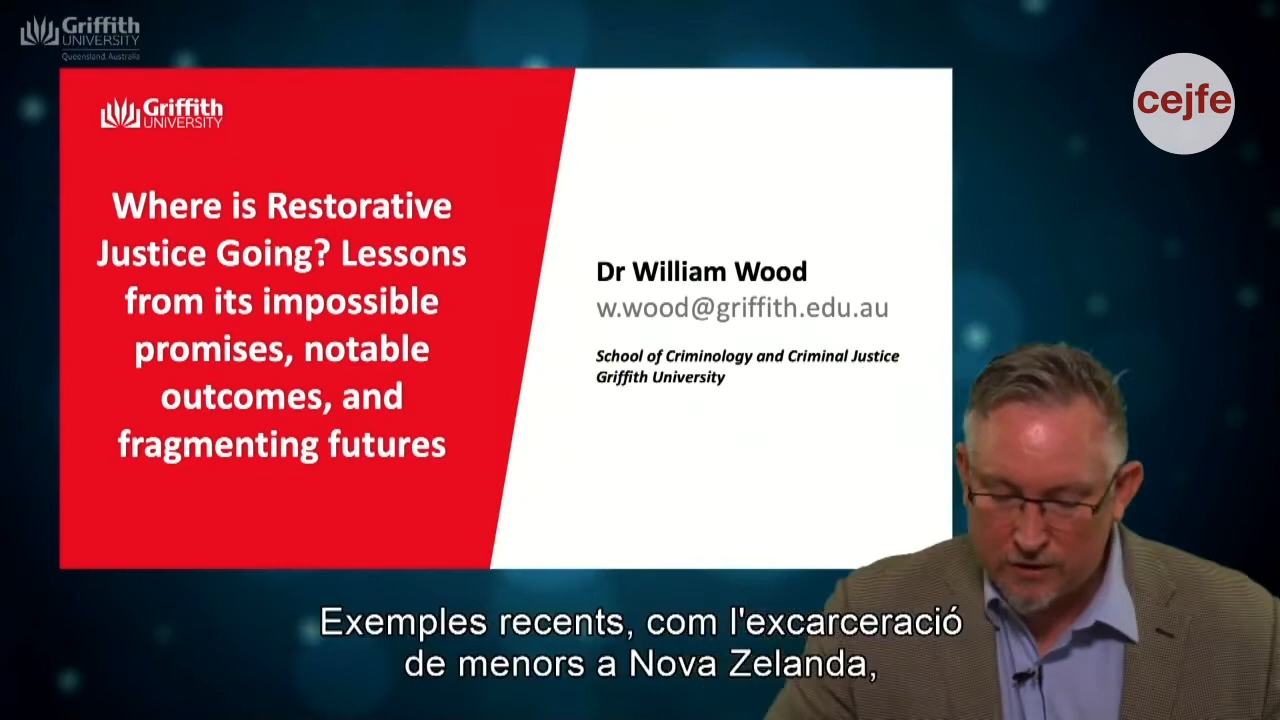 Griffith
UNIVERSITY
Queensland, Australia
cejfe
Griffith
UNIVERSITY
Where is Restorative
Justice Going? Lessons
from its impossible
promises, notable
outcomes, and
fragmenting futures
Dr William Wood
w.wood@griffith.edu.au
School of Criminology and Criminal Justice
Griffith University
Exemples recents, com l'excarceració
de menors a Nova Zelanda,